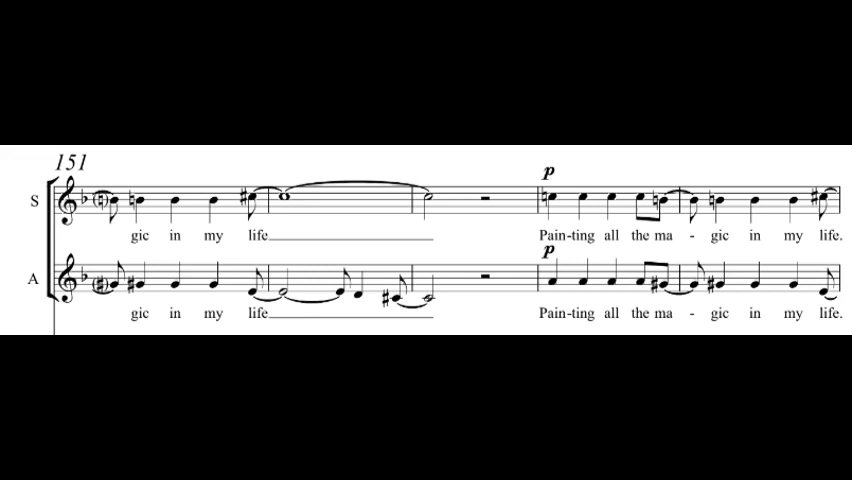 151
p
S
gic in my life
Pain-ting all the ma - gic in my life.
p
A
gic in my life
Pain-ting all the ma - gic in my life.